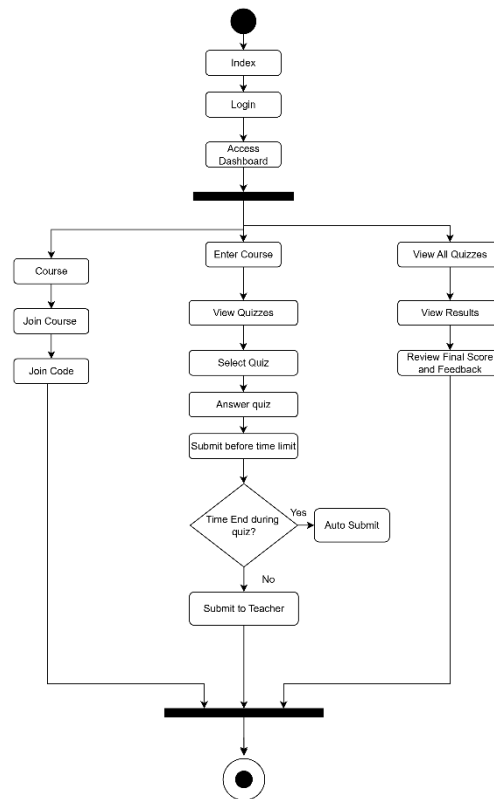 Index
Login
Access
Dashboard
Course
Join Course
Join Code
Enter Course
View Quizzes
Select Quiz
Answer quiz
Submit before time limit
Time End during
quiz?
Yes
Auto Submit
No
Submit to Teacher
View All Quizzes
View Results
Review Final Score
and Feedback